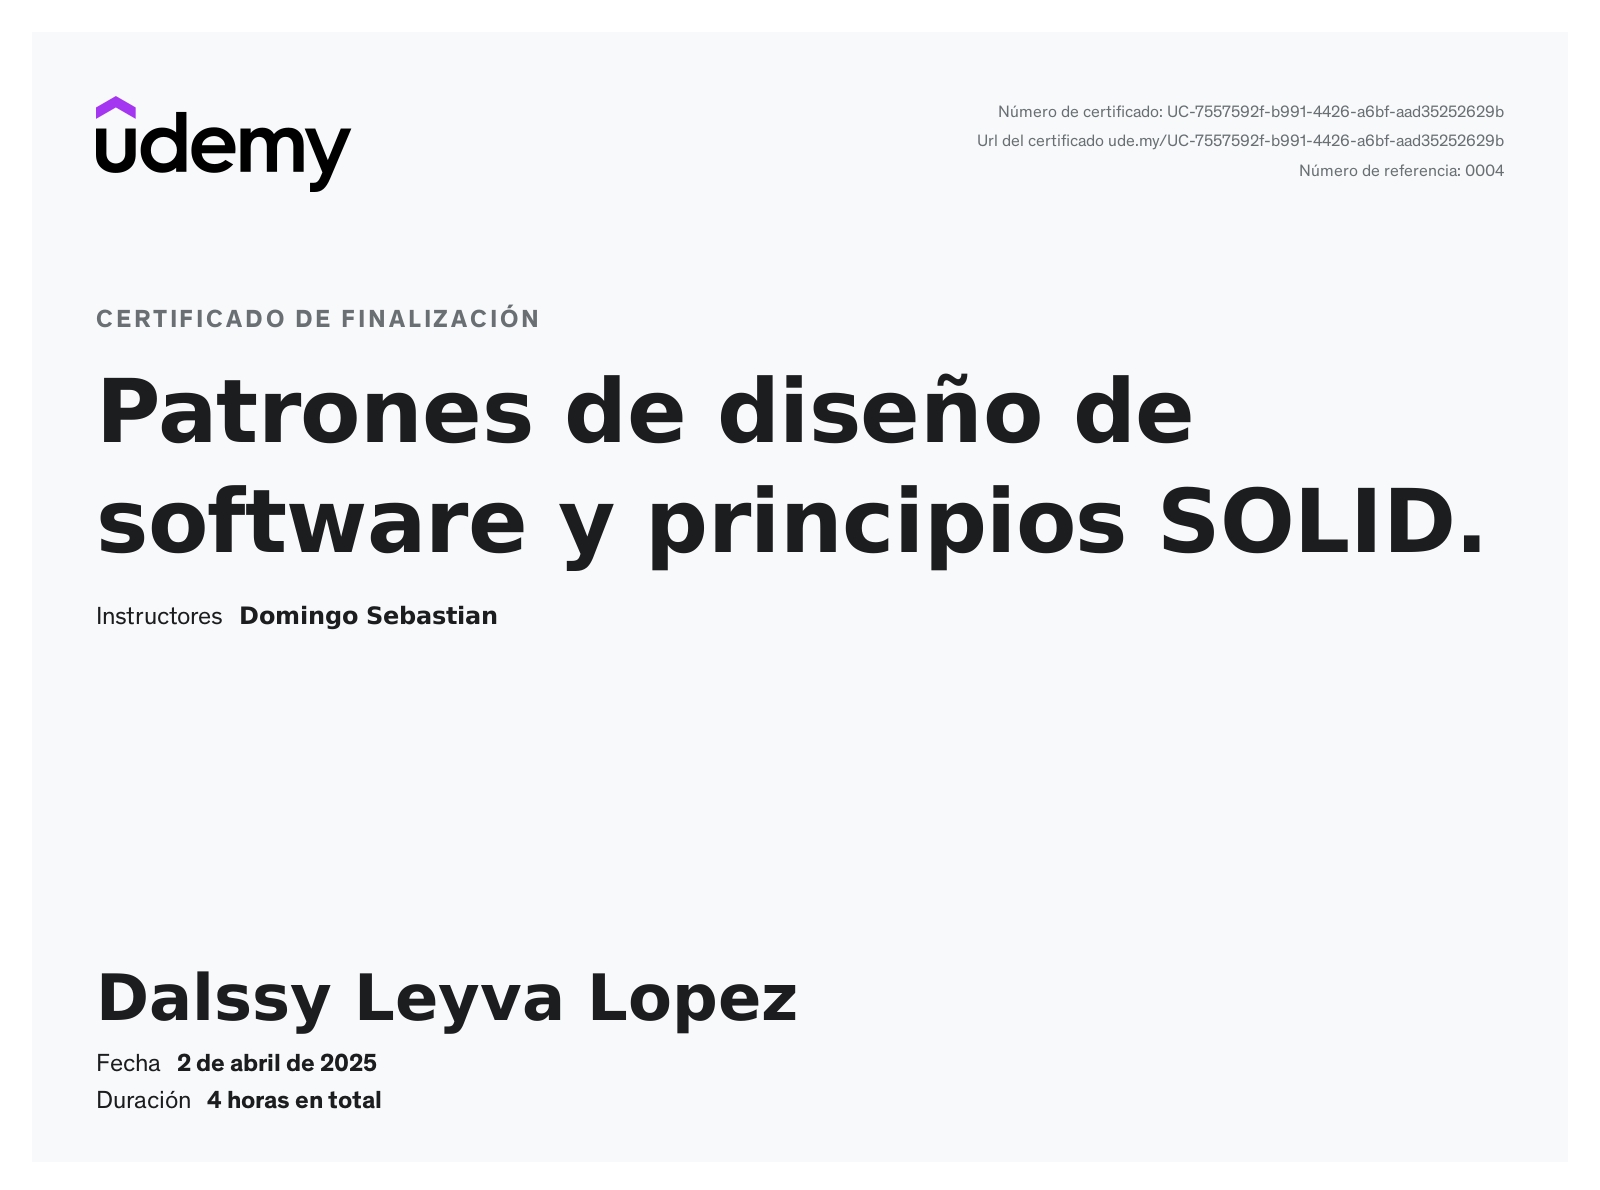 udemy
Número de certificado: UC-7557592f-b991-4426-a6bf-aad35252629b
Url del certificado ude.my/UC-7557592f-b991-4426-a6bf-aad35252629b
Número de referencia: 0004
CERTIFICADO DE FINALIZACIÓN
Patrones de diseño de
software y principios SOLID.
Instructores Domingo Sebastian
Dalssy Leyva Lopez
Fecha 2 de abril de 2025
Duración 4 horas en total